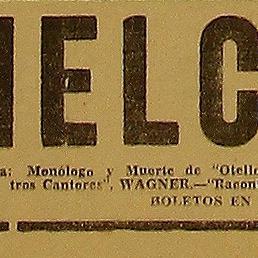 IELC
a: Monólogo y Muerte de "Otello
tros Cantores", WAGNER.—"Racon
BOLETOS EN